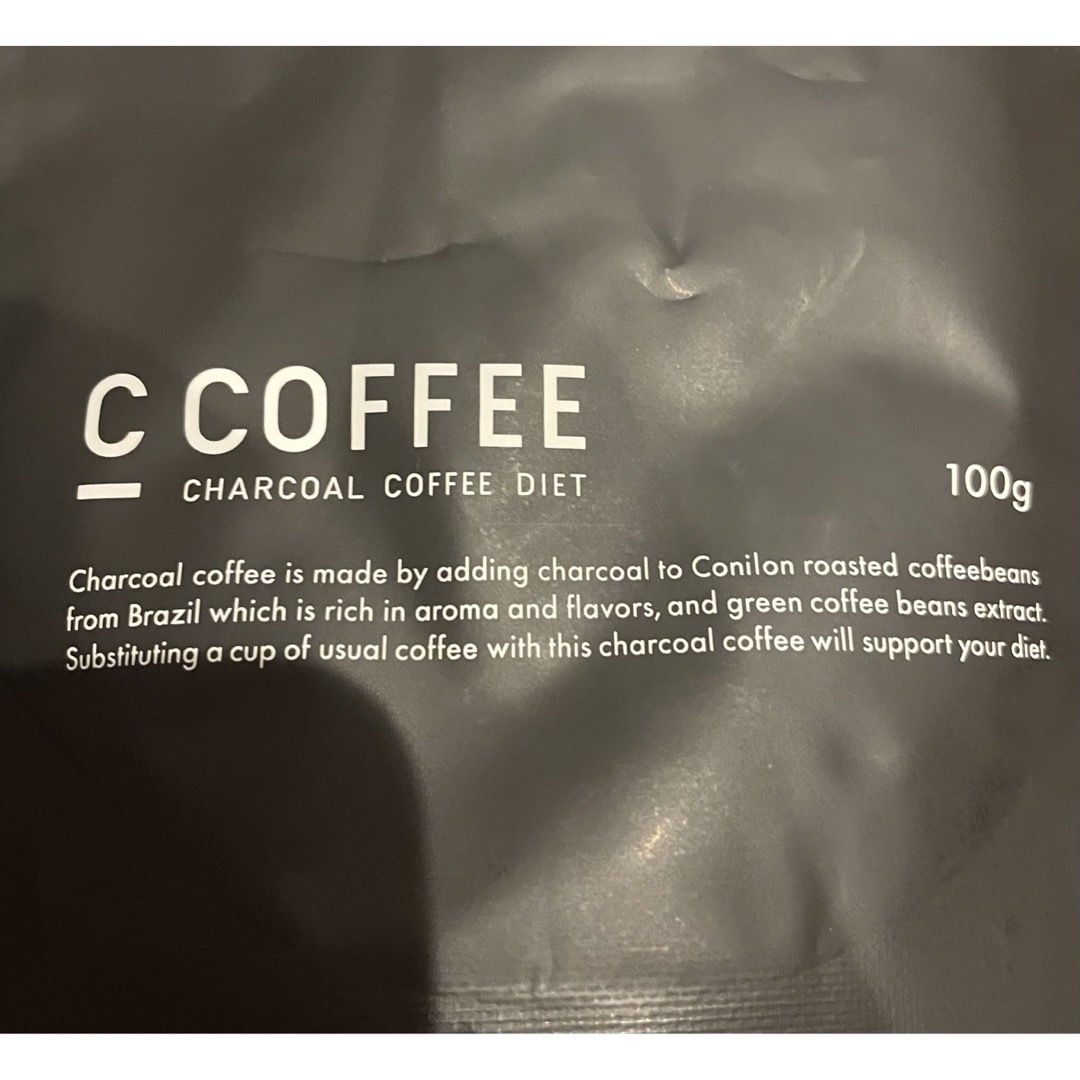 C COFFEE
CHARCOAL COFFEE DIET
100g
Charcoal coffee is made by adding charcoal to Conilon roasted coffeebeans
from Brazil which is rich in aroma and flavors, and green coffee beans extract.
Substituting a cup of usual coffee with this charcoal coffee will support your diet.